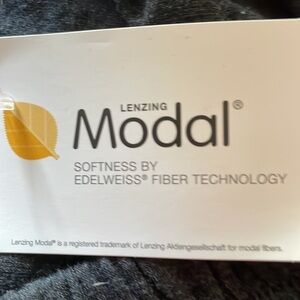 LENZING
Modal®
SOFTNESS BY
EDELWEISS® FIBER TECHNOLOGY
Lenzing Modal® is a registered trademark of Lenzing Aktiengesellschaft for modal fibers.